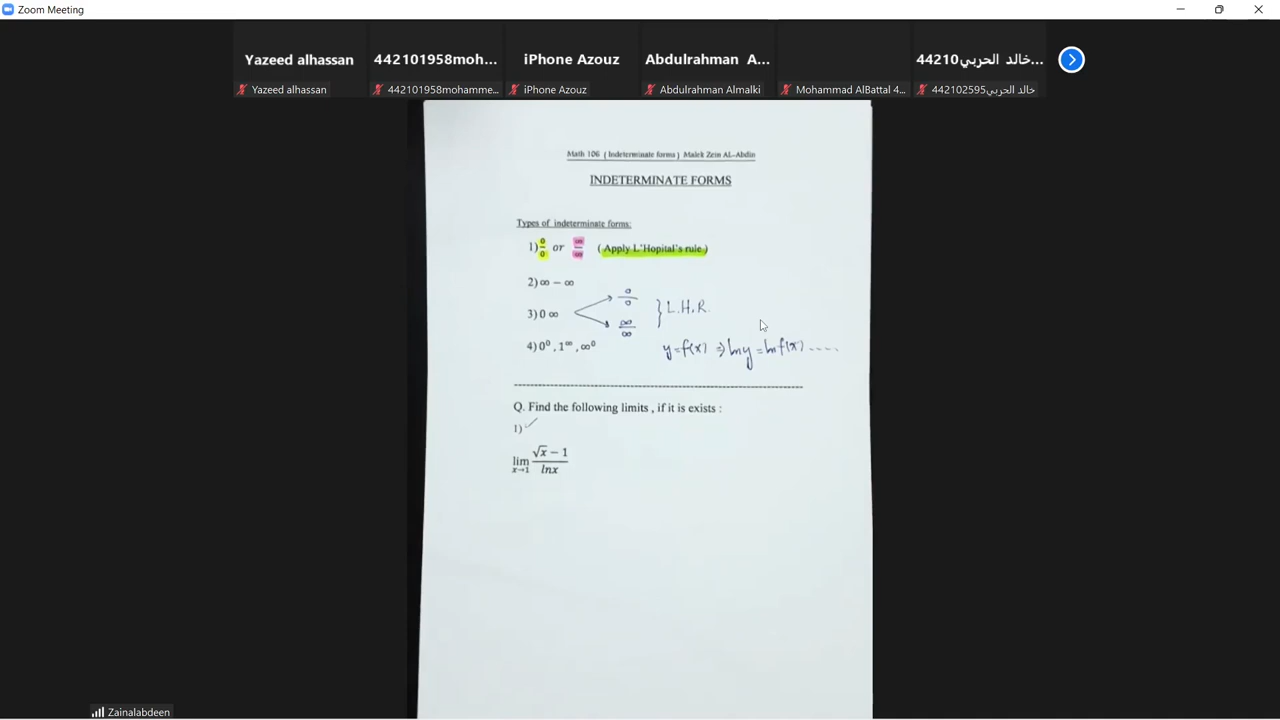 Zoom Meeting
Yazeed alhassan
442101958moh...
iPhone Azouz
Abdulrahman A...
44210خالد الحربي...
Yazeed alhassan
442101958mohamme...
iPhone Azouz
Abdulrahman Almalki
Mohammad AlBattal 4...
442102595خالد الحربي
Math 106 ( Indeterminate forms ) Malek Zein AL-Abdin
INDETERMINATE FORMS
Types of indeterminate forms:
1) 0/0 or ∞/∞ ( Apply L'Hopital's rule )
2) ∞ − ∞
3) 0 ∞ 0/0 ∞/∞ } L.H.R.
4) 0⁰ , 1^∞ , ∞⁰ y=f(x) ⇒ ln y = ln f(x) ....
Q. Find the following limits , if it is exists :
1) ✓
lim x→1 (√x − 1)/lnx
Zainalabdeen